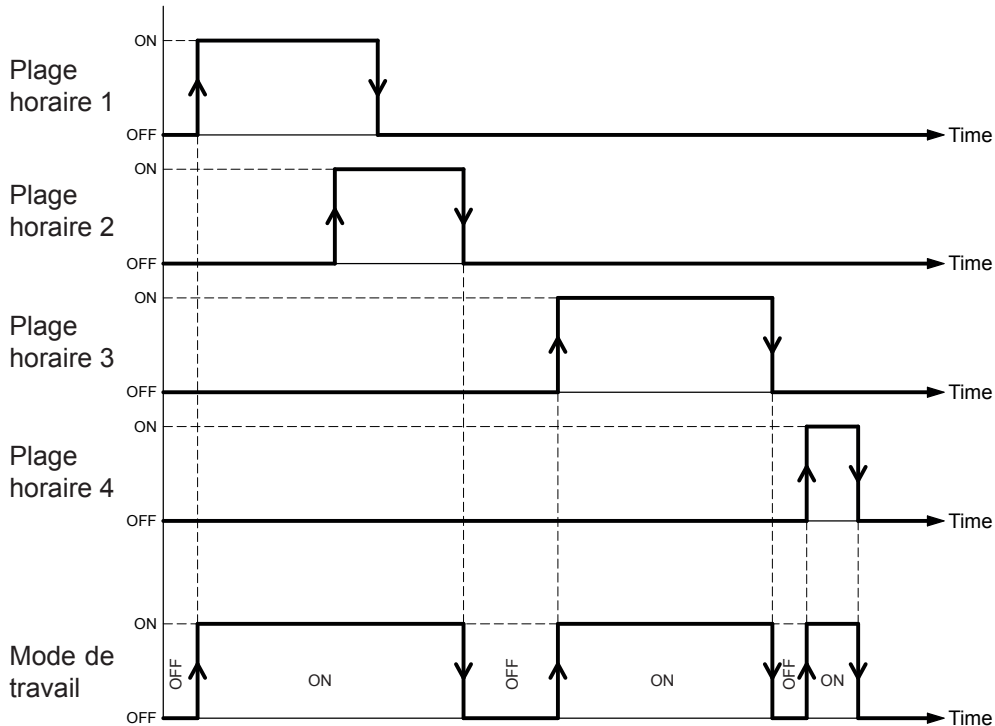 ON
Plage
horaire 1
OFF
Time
ON
Plage
horaire 2
OFF
Time
ON
Plage
horaire 3
OFF
Time
ON
Plage
horaire 4
OFF
Time
ON
Mode de
travail
OFF
ON
OFF
ON
OFF
ON
OFF
Time